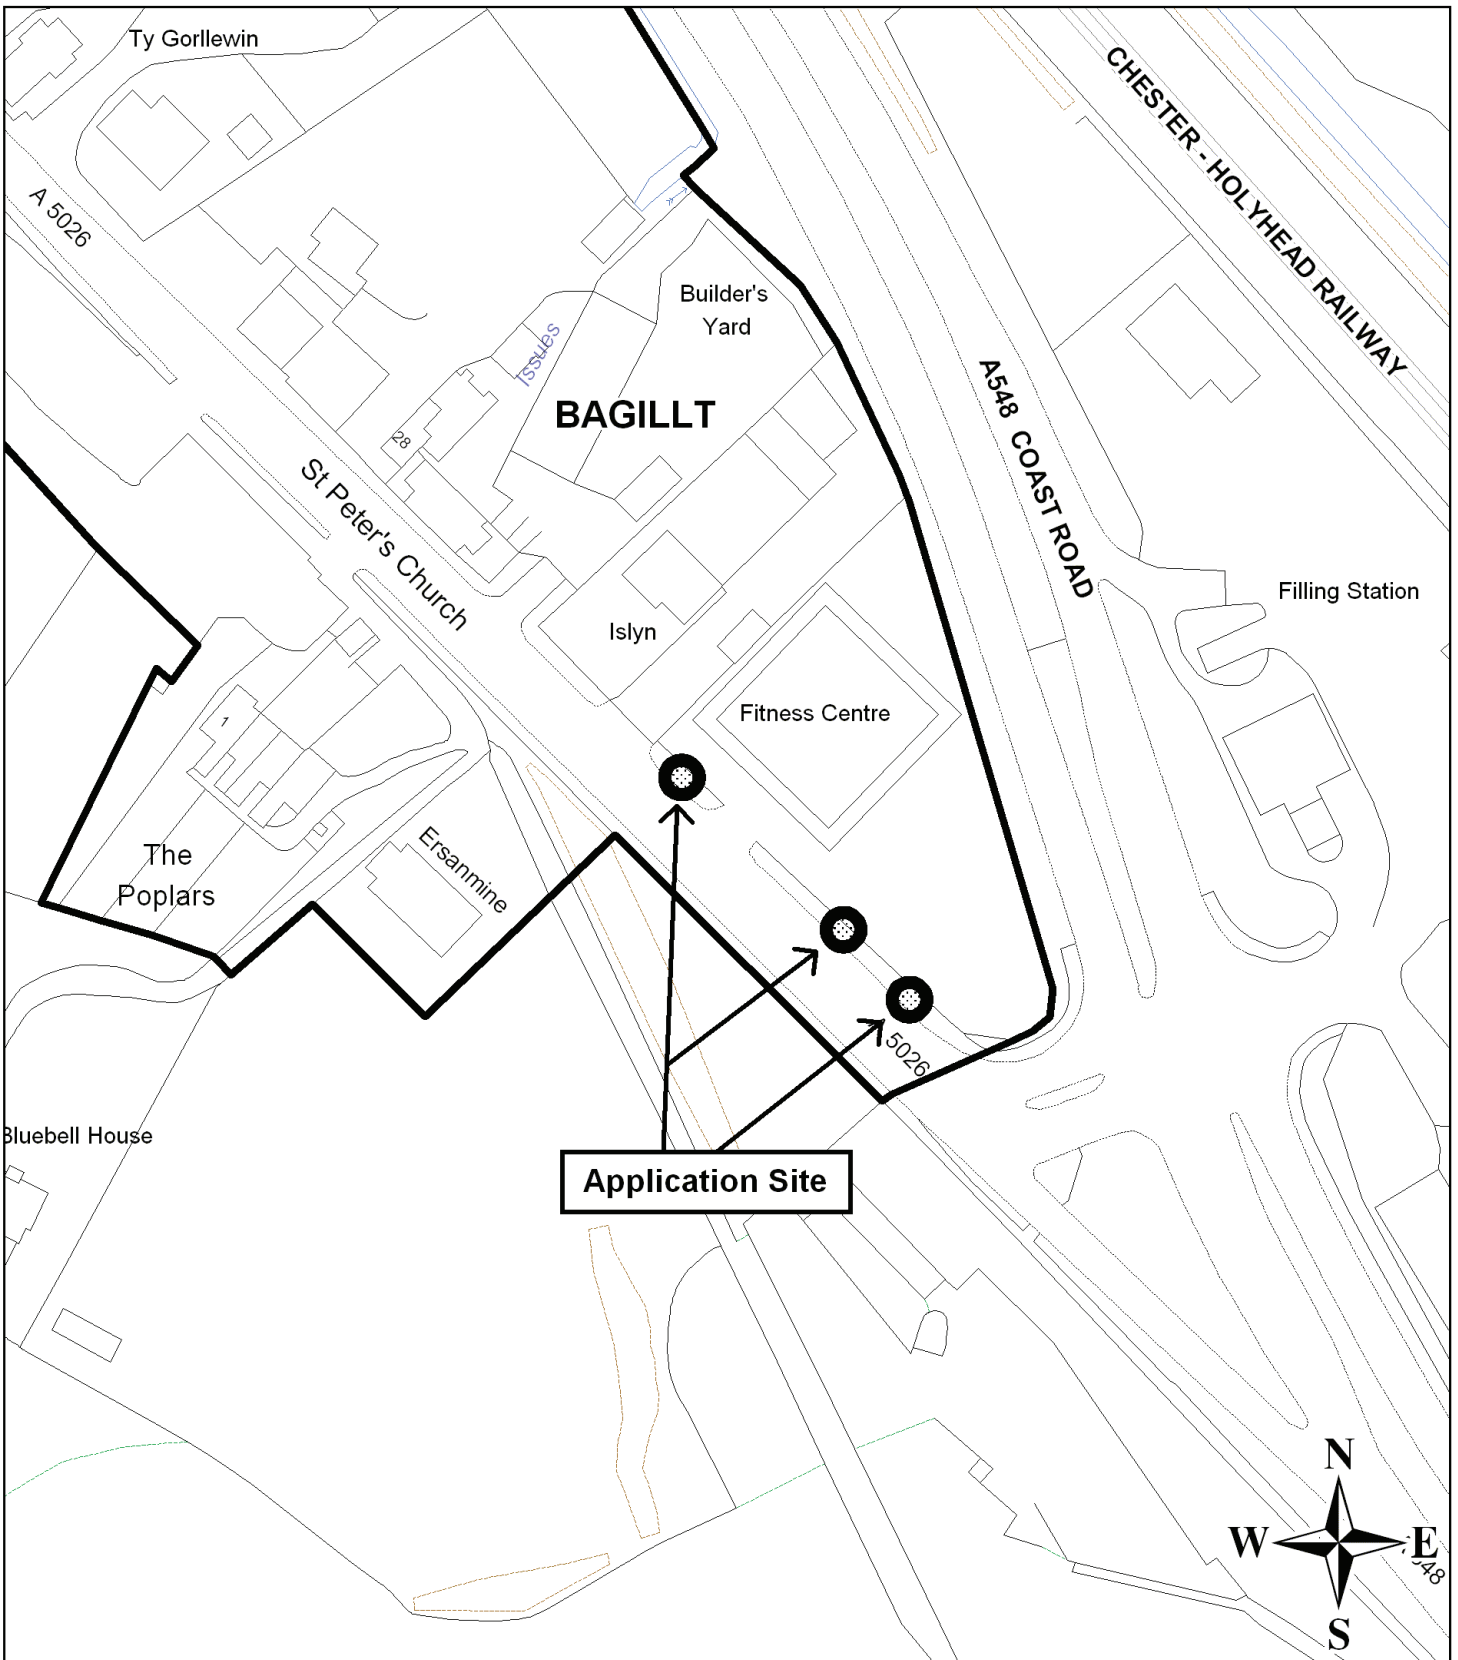 Ty Gorllewin
CHESTER - HOLYHEAD RAILWAY
A 5026
Builder's
Yard
Issues
A548 COAST ROAD
BAGILLT
28
St Peter's Church
Filling Station
Islyn
1
Fitness Centre
The
Poplars
Ersanmine
5026
Bluebell House
Application Site
N
W
E
S